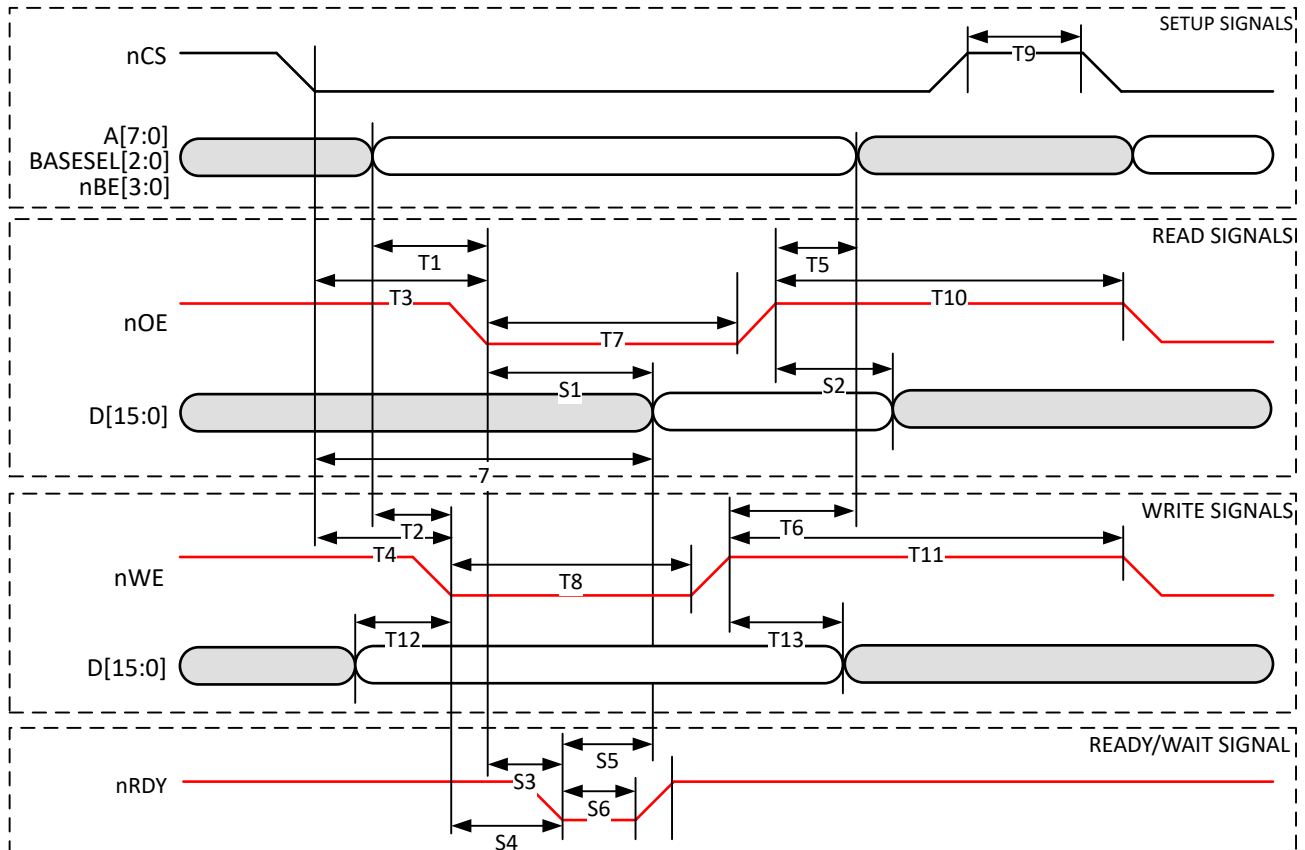 SETUP SIGNALS
nCS
T9
A[7:0]
BASESEL[2:0]
nBE[3:0]
READ SIGNALS
T1
T5
T3
T10
nOE
T7
S1
S2
D[15:0]
7
WRITE SIGNALS
T2
T6
T4
T11
nWE
T8
T12
T13
D[15:0]
READY/WAIT SIGNAL
S5
nRDY
S3
S6
S4